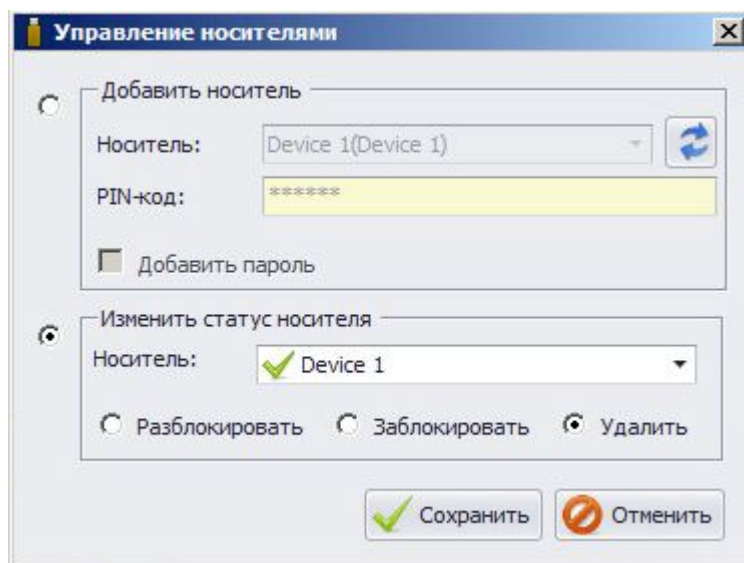 Управление носителями
Добавить носитель
Носитель: Device 1(Device 1)
PIN-код: ******
Добавить пароль
Изменить статус носителя
Носитель: Device 1
Разблокировать Заблокировать Удалить
Сохранить Отменить